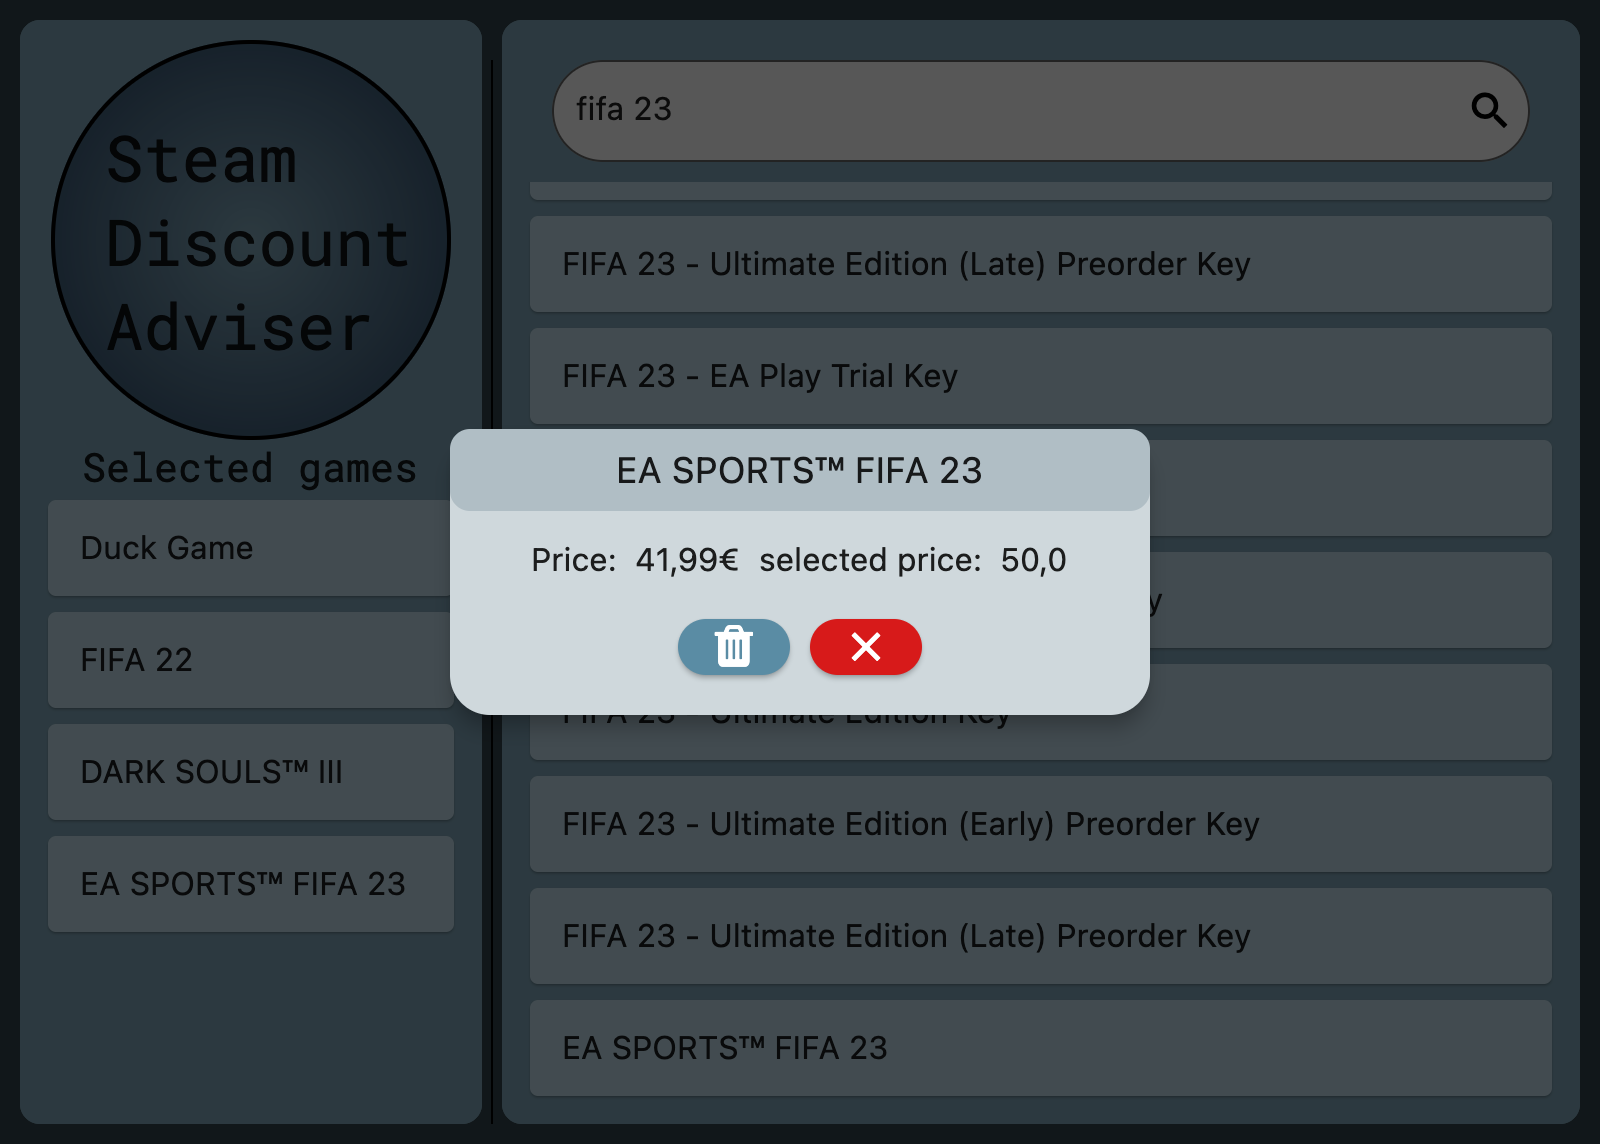 Steam
Discount
Adviser
Selected games
Duck Game
FIFA 22
DARK SOULS™ III
EA SPORTS™ FIFA 23
fifa 23
FIFA 23 - Ultimate Edition (Late) Preorder Key
FIFA 23 - EA Play Trial Key
EA SPORTS™ FIFA 23
Price: 41,99€ selected price: 50,0
FIFA 23 - Ultimate Edition Key
FIFA 23 - Ultimate Edition (Early) Preorder Key
FIFA 23 - Ultimate Edition (Late) Preorder Key
EA SPORTS™ FIFA 23